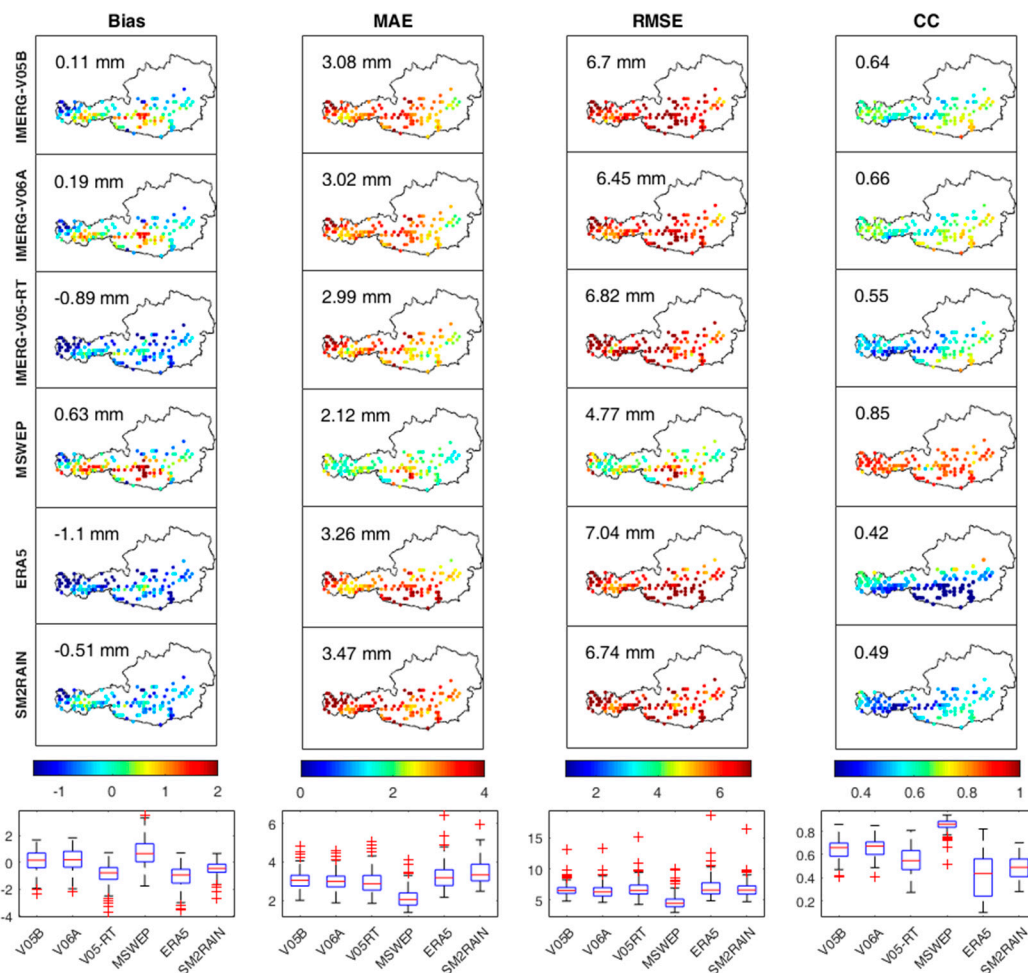 Bias MAE RMSE CC
IMERG-V05B
0.11 mm 3.08 mm 6.7 mm 0.64
IMERG-V06A
0.19 mm 3.02 mm 6.45 mm 0.66
IMERG-V05-RT
-0.89 mm 2.99 mm 6.82 mm 0.55
MSWEP
0.63 mm 2.12 mm 4.77 mm 0.85
ERA5
-1.1 mm 3.26 mm 7.04 mm 0.42
SM2RAIN
-0.51 mm 3.47 mm 6.74 mm 0.49
-1 0 1 2 0 2 4 2 4 6 0.4 0.6 0.8 1
2
0
-2
-4
V05B V06A V05-RT MSWEP ERA5 SM2RAIN
6
4
2
V05B V06A V05RT MSWEP ERA5 SM2RAIN
15
10
5
V05B V06A V05-RT MSWEP ERA5 SM2RAIN
0.8
0.6
0.4
0.2
V05B V06A V05-RT MSWEP ERA5 SM2RAIN